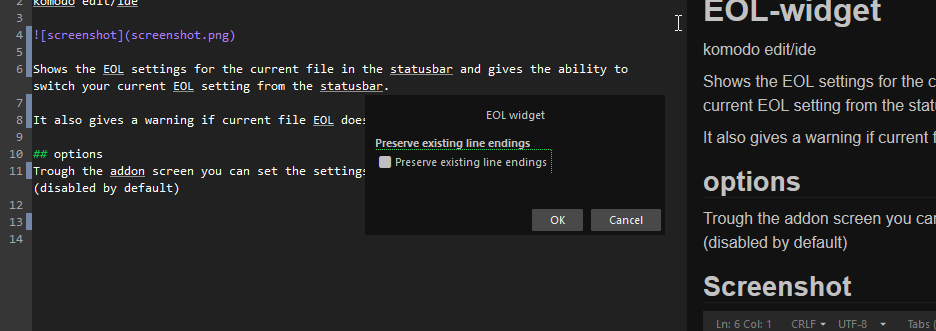 2 komodo edit/ide
3
4 ![screenshot](screenshot.png)
5
6 Shows the EOL settings for the current file in the statusbar and gives the ability to
switch your current EOL setting from the statusbar.
7
8 It also gives a warning if current file EOL does
9
10 ## options
11 Trough the addon screen you can set the settings
(disabled by default)
12
13
14
EOL widget
Preserve existing line endings
Preserve existing line endings
OK Cancel
EOL-widget
komodo edit/ide
Shows the EOL settings for the c
current EOL setting from the stat
It also gives a warning if current f
options
Trough the addon screen you can
(disabled by default)
Screenshot
Ln: 6 Col: 1 CRLF UTF-8 Tabs (